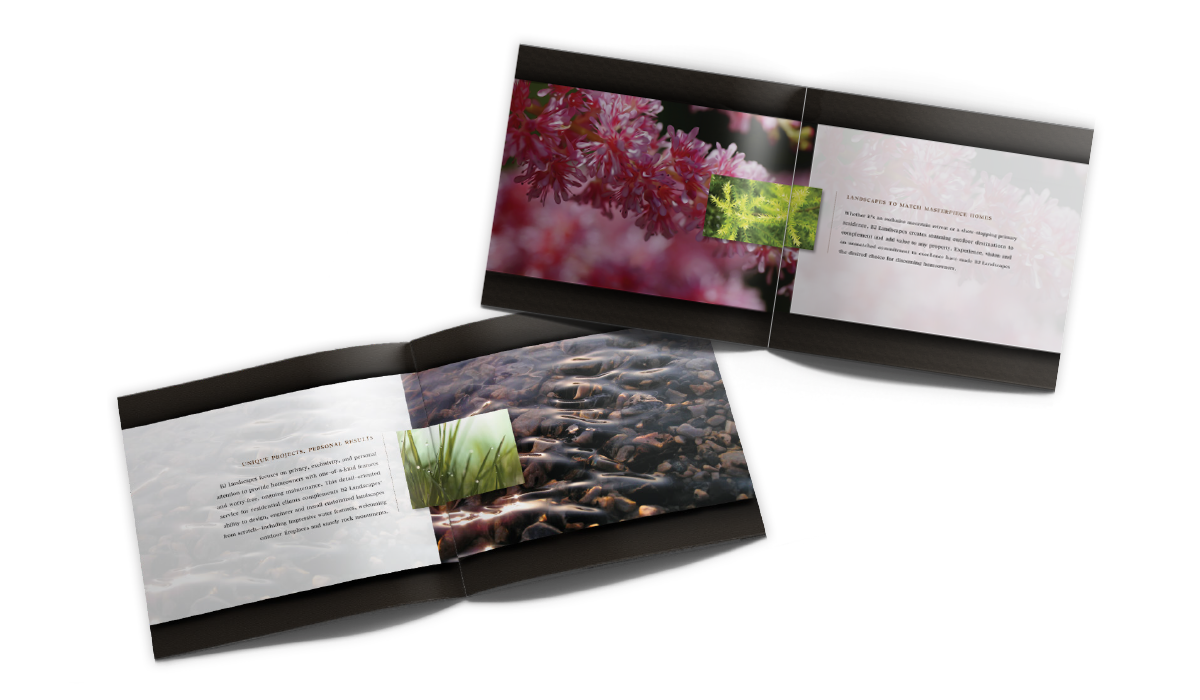 LANDSCAPES TO MATCH MASTERPIECE HOMES
Whether it's an exclusive mountain retreat or a show-stopping primary
residence, B2 Landscapes creates stunning outdoor destinations to
complement and add value to any property. Experience, vision and
an unmatched commitment to excellence have made B2 Landscapes
the desired choice for discerning homeowners.
UNIQUE PROJECTS, PERSONAL RESULTS
B2 landscapes focuses on privacy, exclusivity, and personal
attention to provide homeowners with one-of-a-kind features
and worry-free, ongoing maintenance. This detail-oriented
service for residential clients complements B2 Landscapes'
ability to design, engineer and install customized landscapes
from scratch—including impressive water features, welcoming
outdoor fireplaces and stately rock monuments.